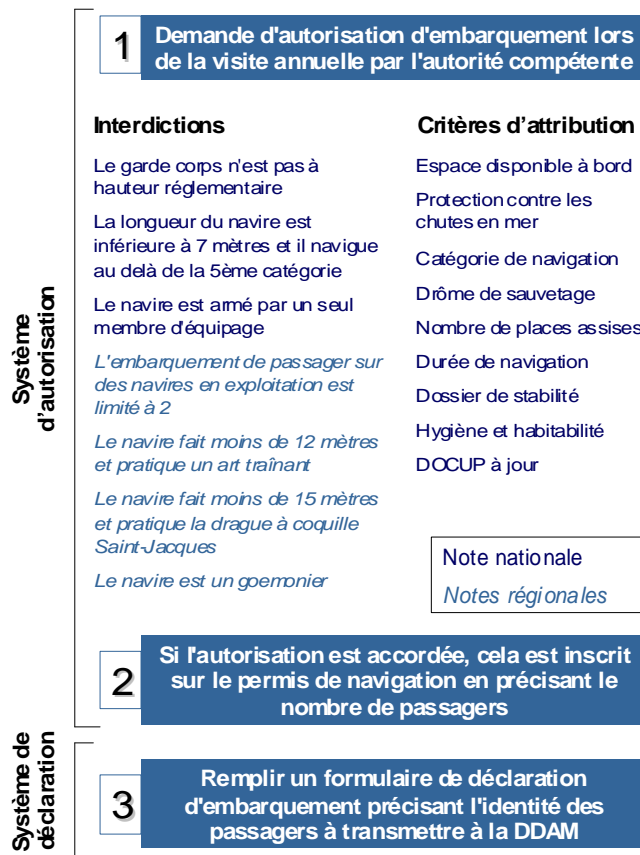 1
Demande d'autorisation d'embarquement lors
de la visite annuelle par l'autorité compétente
Système
d'autorisation
Interdictions
Le garde corps n'est pas à
hauteur réglementaire
La longueur du navire est
inférieure à 7 mètres et il navigue
au delà de la 5ème catégorie
Le navire est armé par un seul
membre d'équipage
L'embarquement de passager sur
des navires en exploitation est
limité à 2
Le navire fait moins de 12 mètres
et pratique un art traînant
Le navire fait moins de 15 mètres
et pratique la drague à coquille
Saint-Jacques
Le navire est un goemonier
Critères d’attribution
Espace disponible à bord
Protection contre les
chutes en mer
Catégorie de navigation
Drôme de sauvetage
Nombre de places assises
Durée de navigation
Dossier de stabilité
Hygiène et habitabilité
DOCUP à jour
Note nationale
Notes régionales
2
Si l'autorisation est accordée, cela est inscrit
sur le permis de navigation en précisant le
nombre de passagers
Système de
déclaration
3
Remplir un formulaire de déclaration
d'embarquement précisant l'identité des
passagers à transmettre à la DDAM